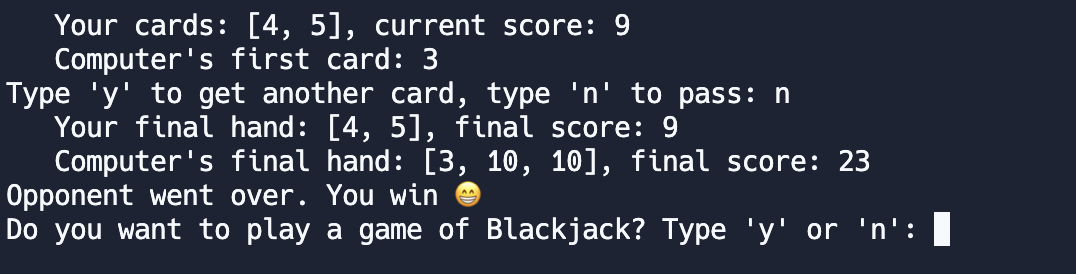 Your cards: [4, 5], current score: 9
Computer's first card: 3
Type 'y' to get another card, type 'n' to pass: n
Your final hand: [4, 5], final score: 9
Computer's final hand: [3, 10, 10], final score: 23
Opponent went over. You win 😁
Do you want to play a game of Blackjack? Type 'y' or 'n':